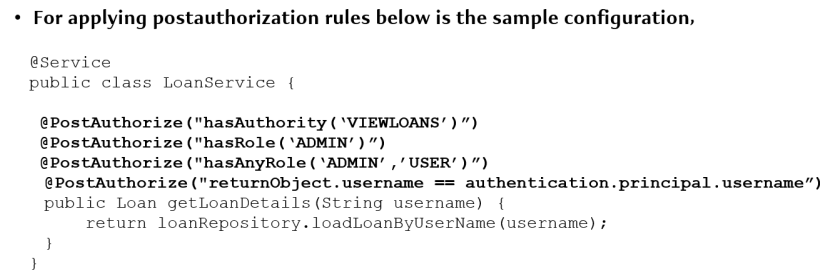 • For applying postauthorization rules below is the sample configuration,
@Service
public class LoanService {
@PostAuthorize("hasAuthority(‘VIEWLOANS’)”)
@PostAuthorize("hasRole(‘ADMIN’)”)
@PostAuthorize("hasAnyRole(‘ADMIN’,’USER’)”)
@PostAuthorize("returnObject.username == authentication.principal.username”)
public Loan getLoanDetails(String username) {
return loanRepository.loadLoanByUserName(username);
}
}